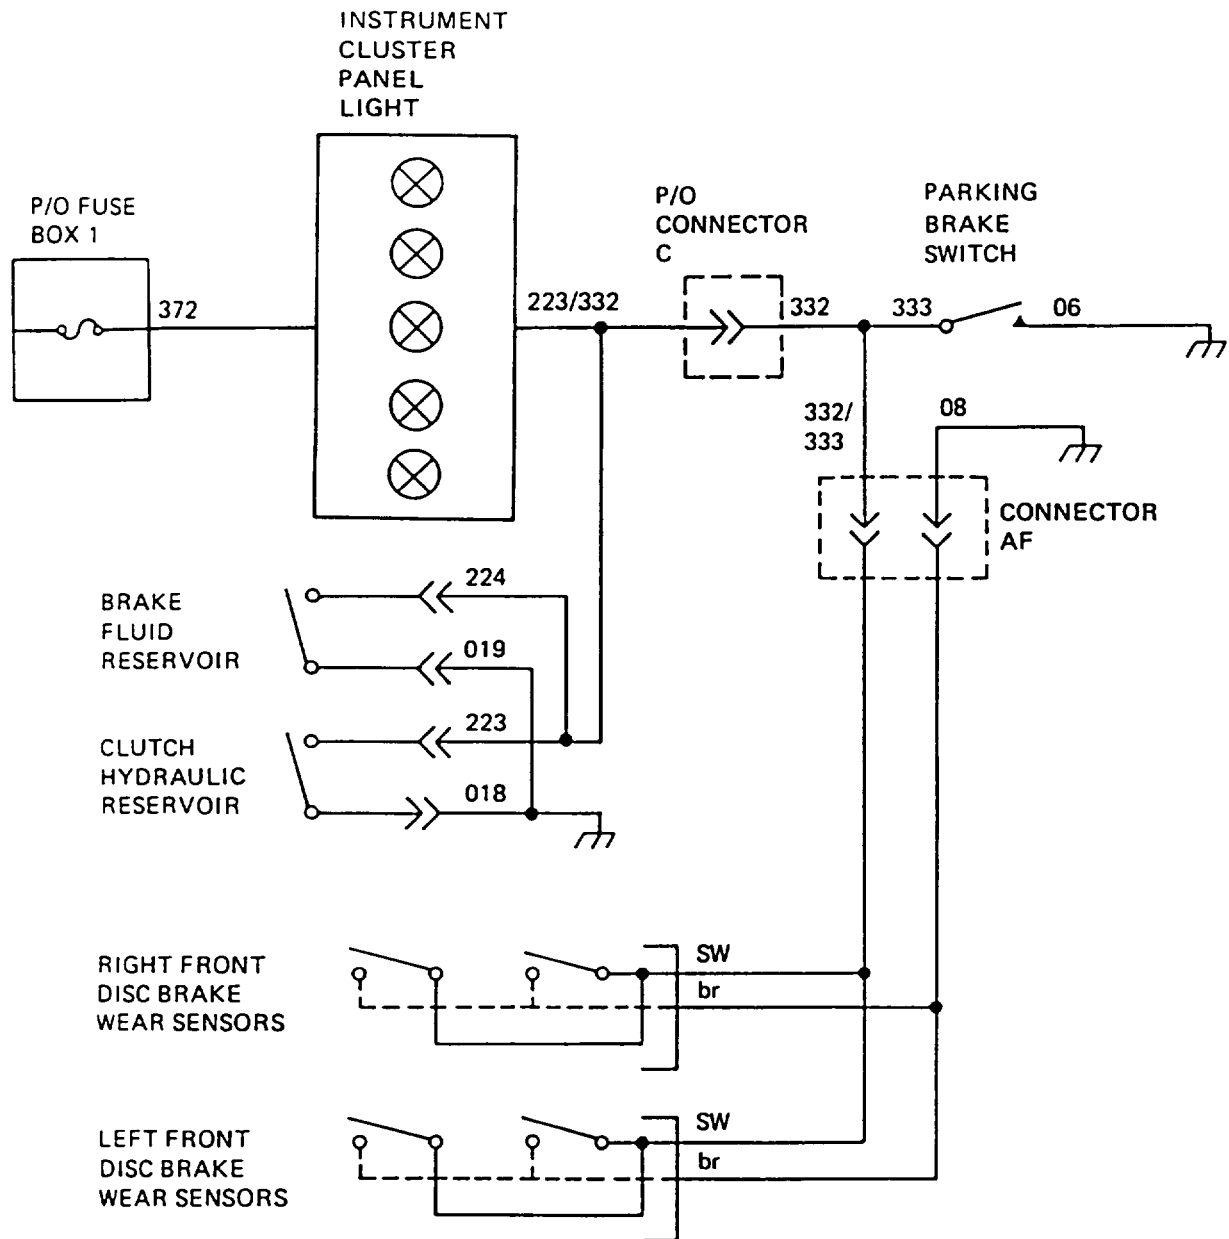 INSTRUMENT
CLUSTER
PANEL
LIGHT
P/O FUSE
BOX 1
372
223/332
P/O
CONNECTOR
C
332
PARKING
BRAKE
SWITCH
333
06
332/
333
08
CONNECTOR
AF
BRAKE
FLUID
RESERVOIR
224
019
CLUTCH
HYDRAULIC
RESERVOIR
223
018
RIGHT FRONT
DISC BRAKE
WEAR SENSORS
SW
br
LEFT FRONT
DISC BRAKE
WEAR SENSORS
SW
br